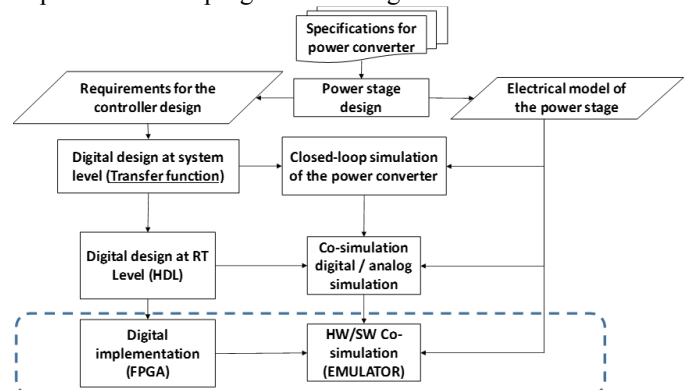 Specifications for
power converter
Requirements for the
controller design
Power stage
design
Electrical model of
the power stage
Digital design at system
level (Transfer function)
Closed-loop simulation
of the power converter
Digital design at RT
Level (HDL)
Co-simulation
digital / analog
simulation
Digital
implementation
(FPGA)
HW/SW Co-
simulation
(EMULATOR)